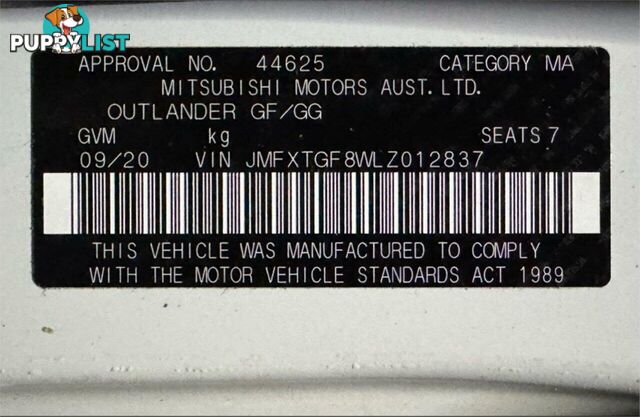 PUPPYLIST
APPROVAL NO. 44625 CATEGORY MA
MITSUBISHI MOTORS AUST. LTD.
OUTLANDER GF/GG
GVM kg SEATS 7
09/20 VIN JMFXTGF8WLZ012837
THIS VEHICLE WAS MANUFACTURED TO COMPLY
WITH THE MOTOR VEHICLE STANDARDS ACT 1989